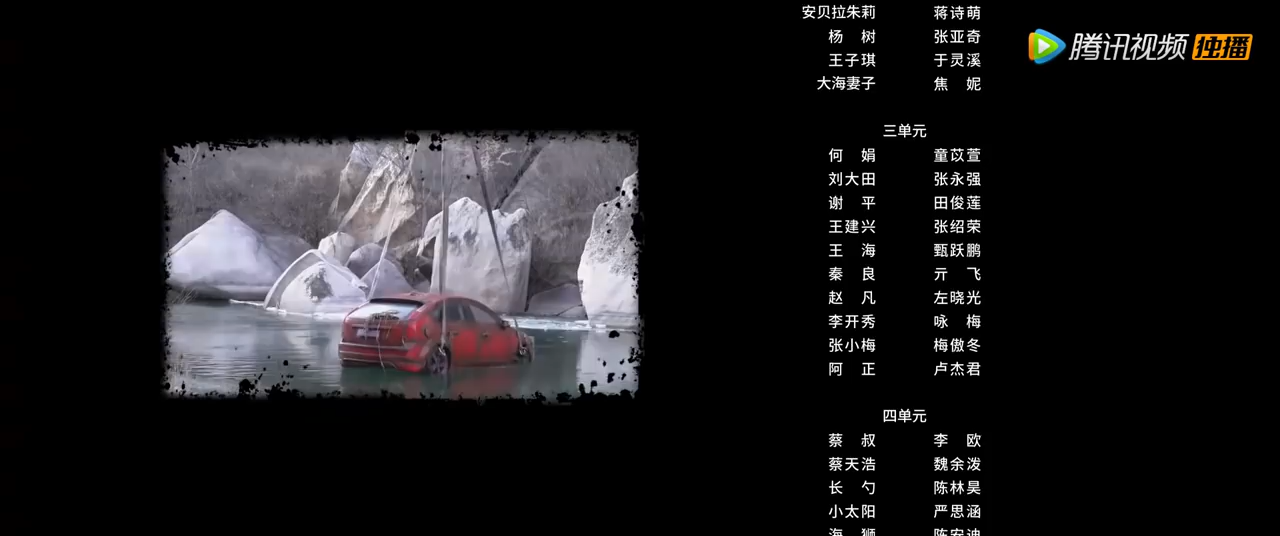 安贝拉朱莉 蒋诗萌
杨 树 张亚奇
王子琪 于灵溪
大海妻子 焦 妮
腾讯视频 独播
三单元
何 娟 童苡萱
刘大田 张永强
谢 平 田俊莲
王建兴 张绍荣
王 海 甄跃鹏
秦 良 亓 飞
赵 凡 左晓光
李开秀 咏 梅
张小梅 梅傲冬
阿 正 卢杰君
四单元
蔡 叔 李 欧
蔡天浩 魏余泼
长 勺 陈林昊
小太阳 严思涵
海 狮 陈安迪